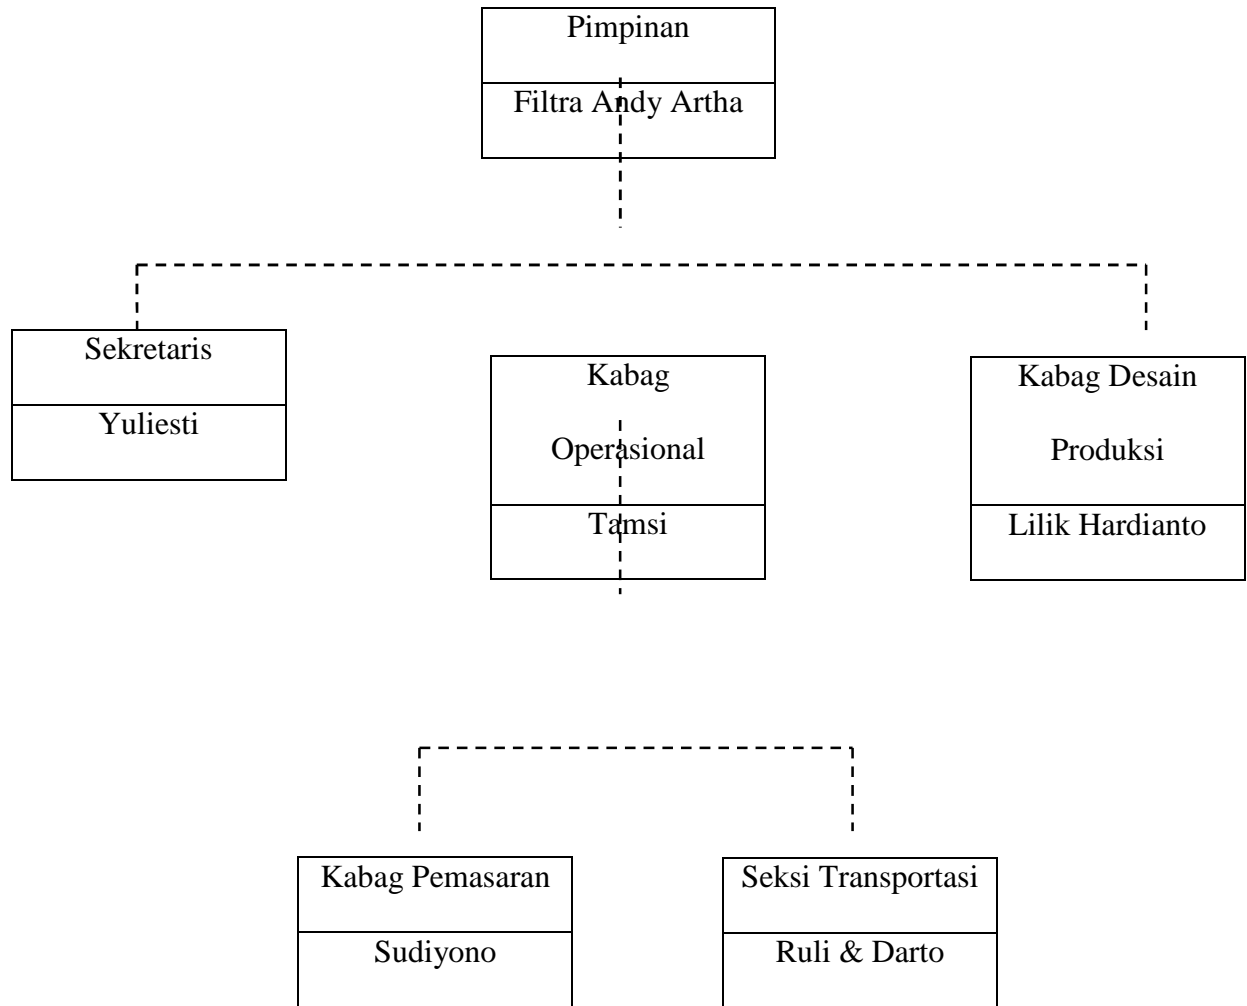 Pimpinan
Filtra Andy Artha
Sekretaris
Yuliesti
Kabag
Operasional
Tamsi
Kabag Desain
Produksi
Lilik Hardianto
Kabag Pemasaran
Sudiyono
Seksi Transportasi
Ruli & Darto